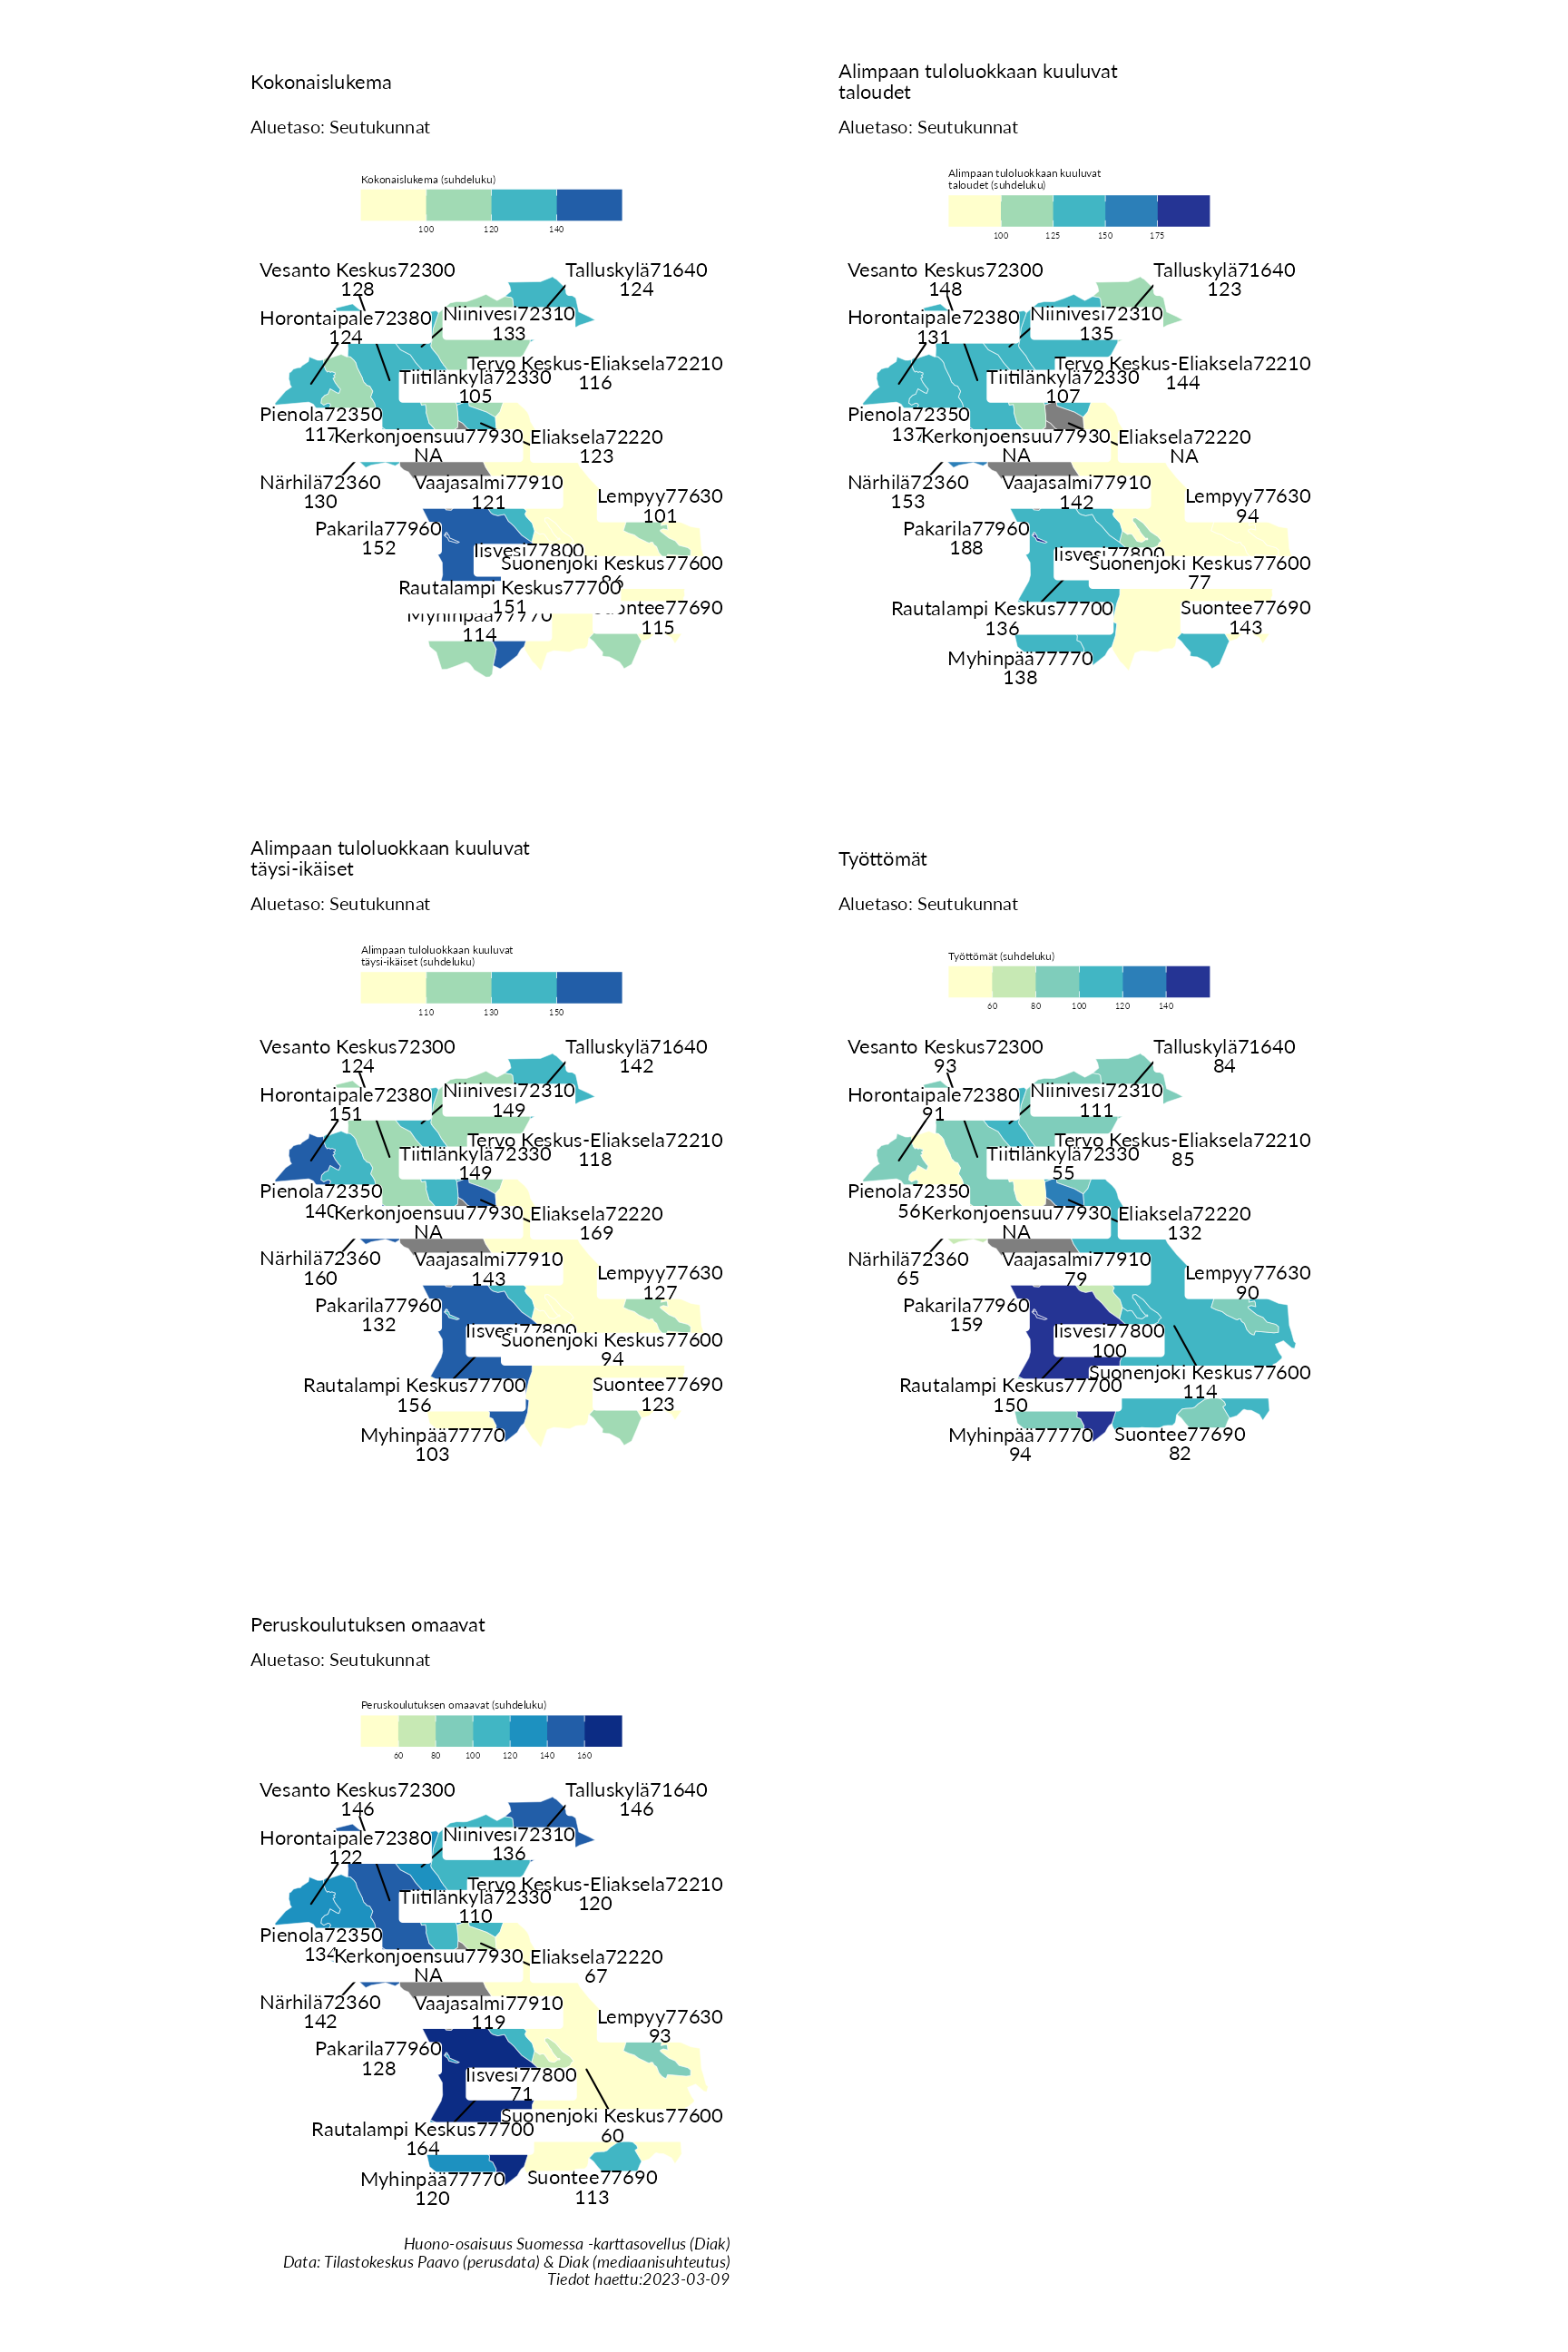 Kokonaislukema
Aluetaso: Seutukunnat
Kokonaislukema (suhdeluku)
100 120 140
Vesanto Keskus72300
128
Talluskylä71640
124
Horontaipale72380
124
Niinivesi72310
133
Tervo Keskus-Eliaksela72210
116
Tiitilänkylä72330
105
Pienola72350
117
Kerkonjoensuu77930
NA
Eliaksela72220
123
Närhilä72360
130
Vaajasalmi77910
121
Lempyy77630
101
Pakarila77960
152
Iisvesi77800
Suonenjoki Keskus77600
86
Rautalampi Keskus77700
151
Suontee77690
115
Myhinpää77770
114
Alimpaan tuloluokkaan kuuluvat
taloudet
Aluetaso: Seutukunnat
Alimpaan tuloluokkaan kuuluvat
taloudet (suhdeluku)
100 125 150 175
Vesanto Keskus72300
148
Talluskylä71640
123
Horontaipale72380
131
Niinivesi72310
135
Tervo Keskus-Eliaksela72210
144
Tiitilänkylä72330
107
Pienola72350
137
Kerkonjoensuu77930
NA
Eliaksela72220
NA
Närhilä72360
153
Vaajasalmi77910
142
Lempyy77630
94
Pakarila77960
188
Iisvesi77800
Suonenjoki Keskus77600
77
Rautalampi Keskus77700
136
Suontee77690
143
Myhinpää77770
138
Alimpaan tuloluokkaan kuuluvat
täysi-ikäiset
Aluetaso: Seutukunnat
Alimpaan tuloluokkaan kuuluvat
täysi-ikäiset (suhdeluku)
110 130 150
Vesanto Keskus72300
124
Talluskylä71640
142
Horontaipale72380
151
Niinivesi72310
149
Tervo Keskus-Eliaksela72210
118
Tiitilänkylä72330
149
Pienola72350
140
Kerkonjoensuu77930
NA
Eliaksela72220
169
Närhilä72360
160
Vaajasalmi77910
143
Lempyy77630
127
Pakarila77960
132
Iisvesi77800
Suonenjoki Keskus77600
94
Rautalampi Keskus77700
156
Suontee77690
123
Myhinpää77770
103
Työttömät
Aluetaso: Seutukunnat
Työttömät (suhdeluku)
60 80 100 120 140
Vesanto Keskus72300
93
Talluskylä71640
84
Horontaipale72380
91
Niinivesi72310
111
Tervo Keskus-Eliaksela72210
85
Tiitilänkylä72330
55
Pienola72350
56
Kerkonjoensuu77930
NA
Eliaksela72220
132
Närhilä72360
65
Vaajasalmi77910
79
Lempyy77630
90
Pakarila77960
159
Iisvesi77800
100
Suonenjoki Keskus77600
114
Rautalampi Keskus77700
150
Suontee77690
82
Myhinpää77770
94
Peruskoulutuksen omaavat
Aluetaso: Seutukunnat
Peruskoulutuksen omaavat (suhdeluku)
60 80 100 120 140 160
Vesanto Keskus72300
146
Talluskylä71640
146
Horontaipale72380
122
Niinivesi72310
136
Tervo Keskus-Eliaksela72210
120
Tiitilänkylä72330
110
Pienola72350
134
Kerkonjoensuu77930
NA
Eliaksela72220
67
Närhilä72360
142
Vaajasalmi77910
119
Lempyy77630
93
Pakarila77960
128
Iisvesi77800
71
Suonenjoki Keskus77600
60
Rautalampi Keskus77700
164
Myhinpää77770
120
Suontee77690
113
Huono-osaisuus Suomessa -karttasovellus (Diak)
Data: Tilastokeskus Paavo (perusdata) & Diak (mediaanisuhteutus)
Tiedot haettu:2023-03-09